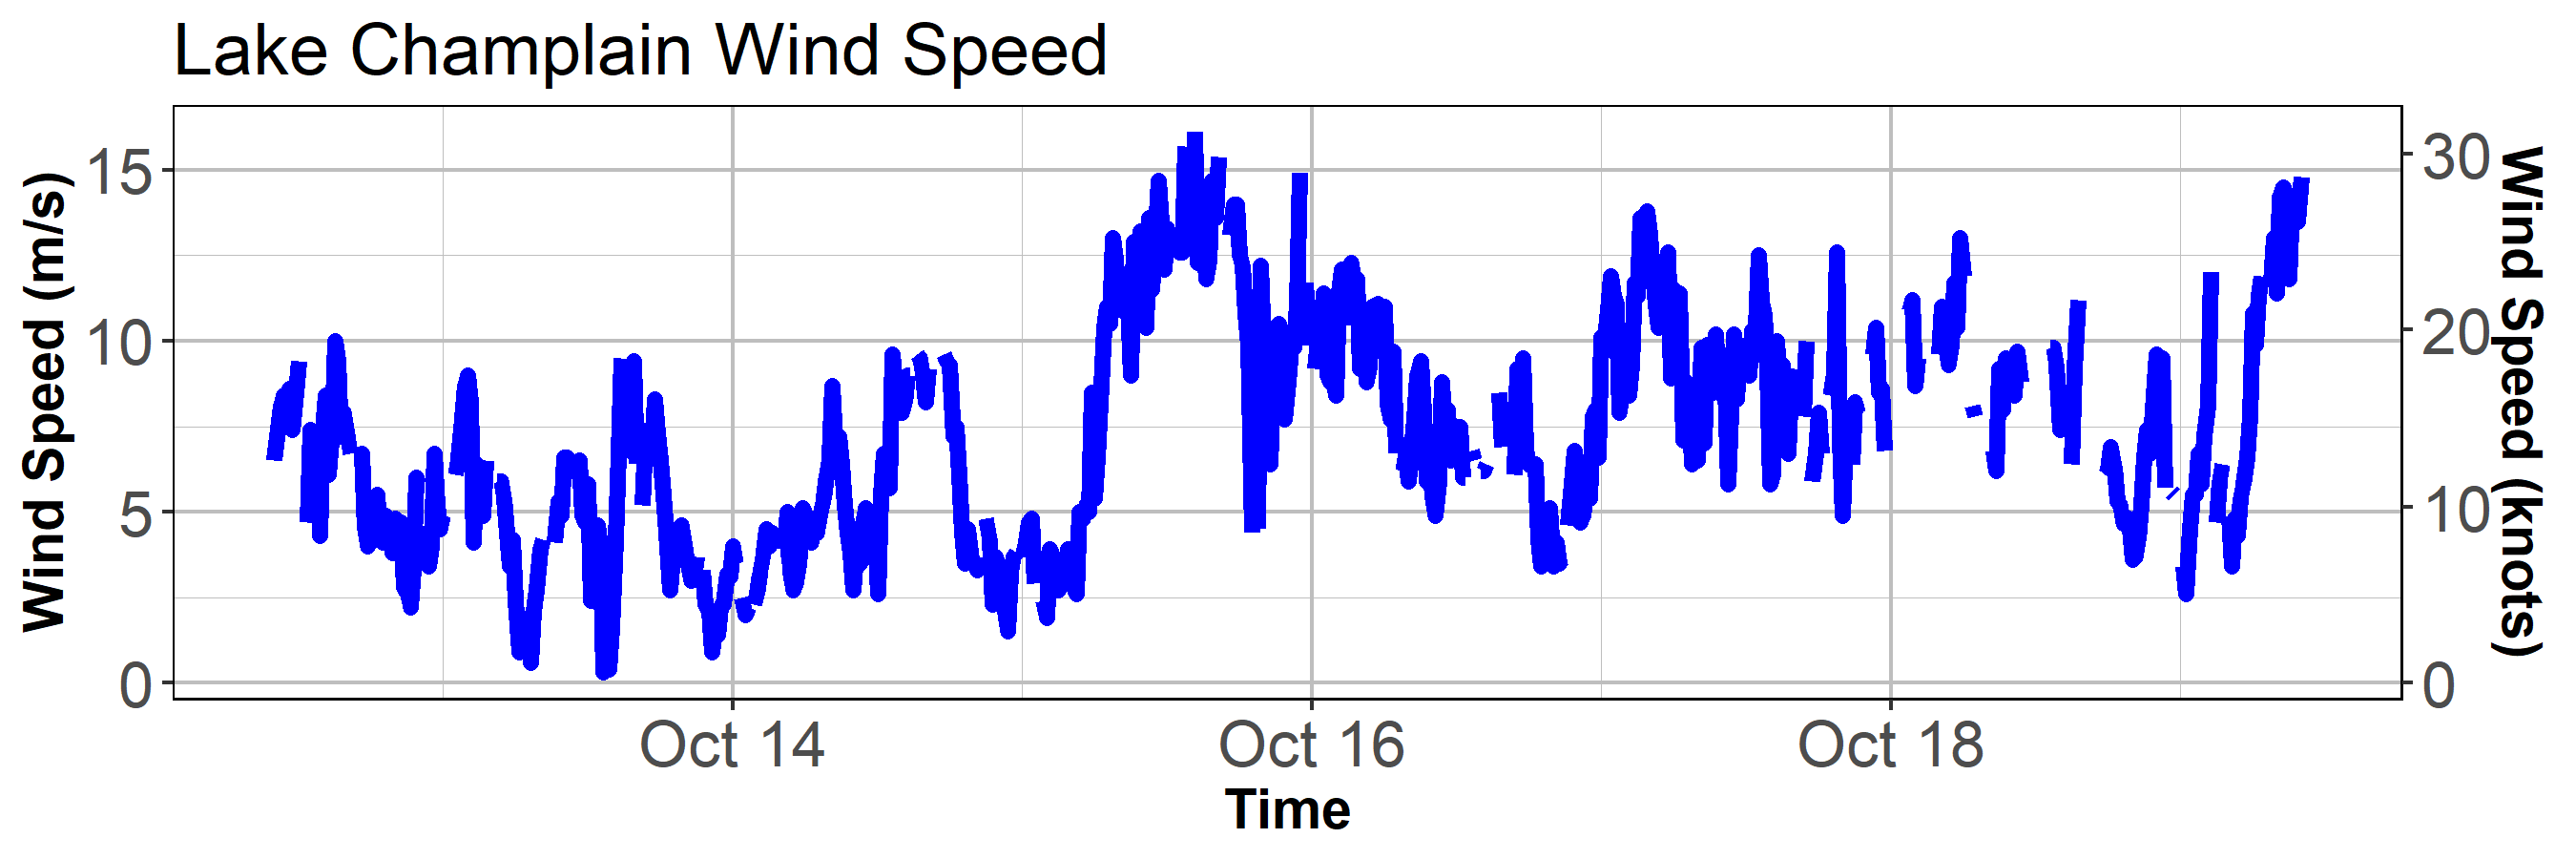 Lake Champlain Wind Speed
Wind Speed (m/s)
15
10
5
0
30
20
10
0
Wind Speed (knots)
Oct 14
Oct 16
Oct 18
Time